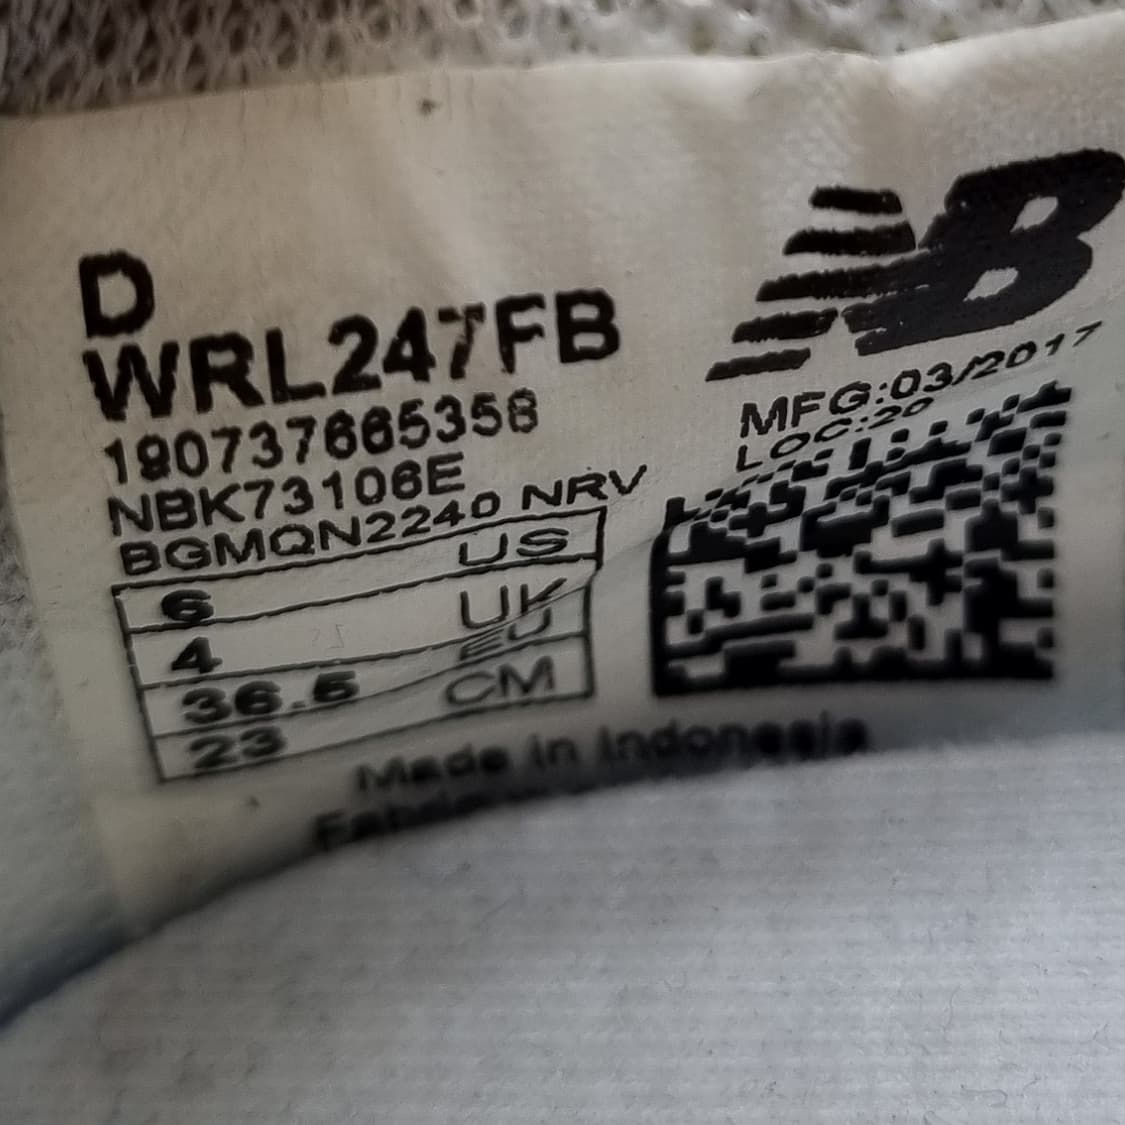 D
WRL247FB
190737665358
NBK73106E
BGMQN2240 NRV
6 US
4 UK
36.5 EU
23 CM
NB
MFG:03/2017
LOC:20
Made in Indonesia